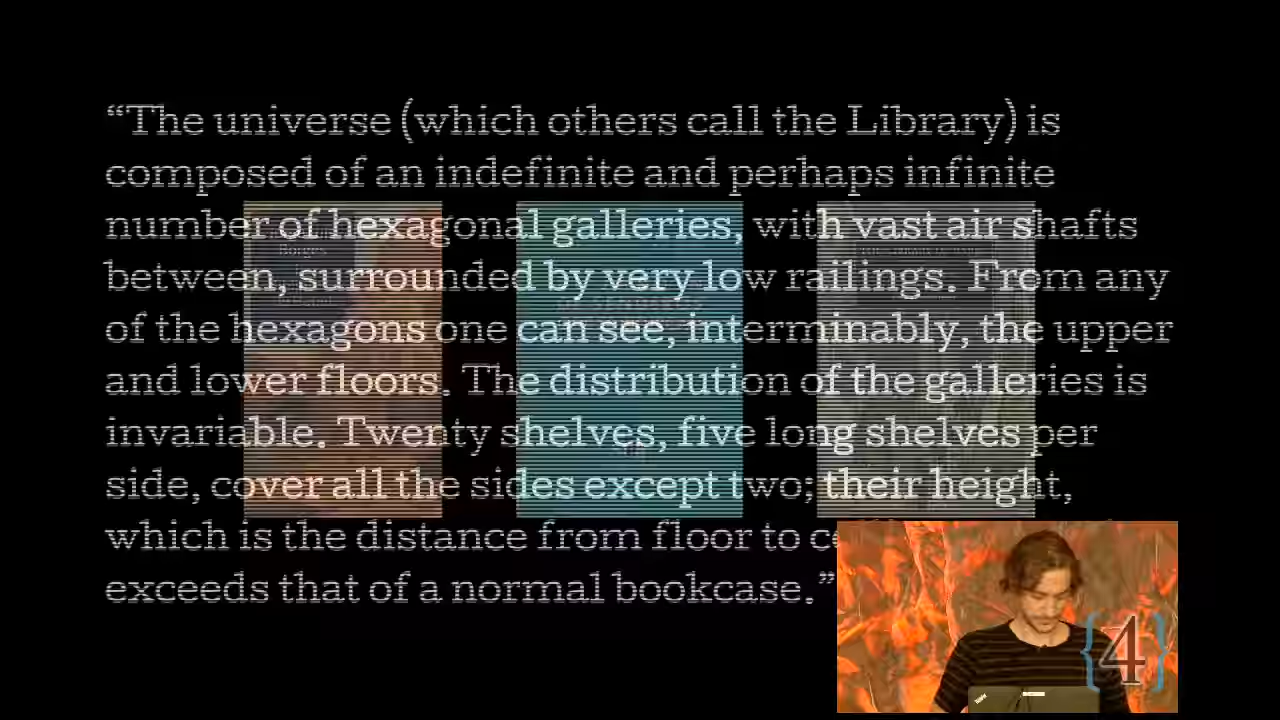 “The universe (which others call the Library) is
composed of an indefinite and perhaps infinite
number of hexagonal galleries, with vast air shafts
between, surrounded by very low railings. From any
of the hexagons one can see, interminably, the upper
and lower floors. The distribution of the galleries is
invariable. Twenty shelves, five long shelves per
side, cover all the sides except two; their height,
which is the distance from floor to
exceeds that of a normal bookcase.”
Borges
{4}